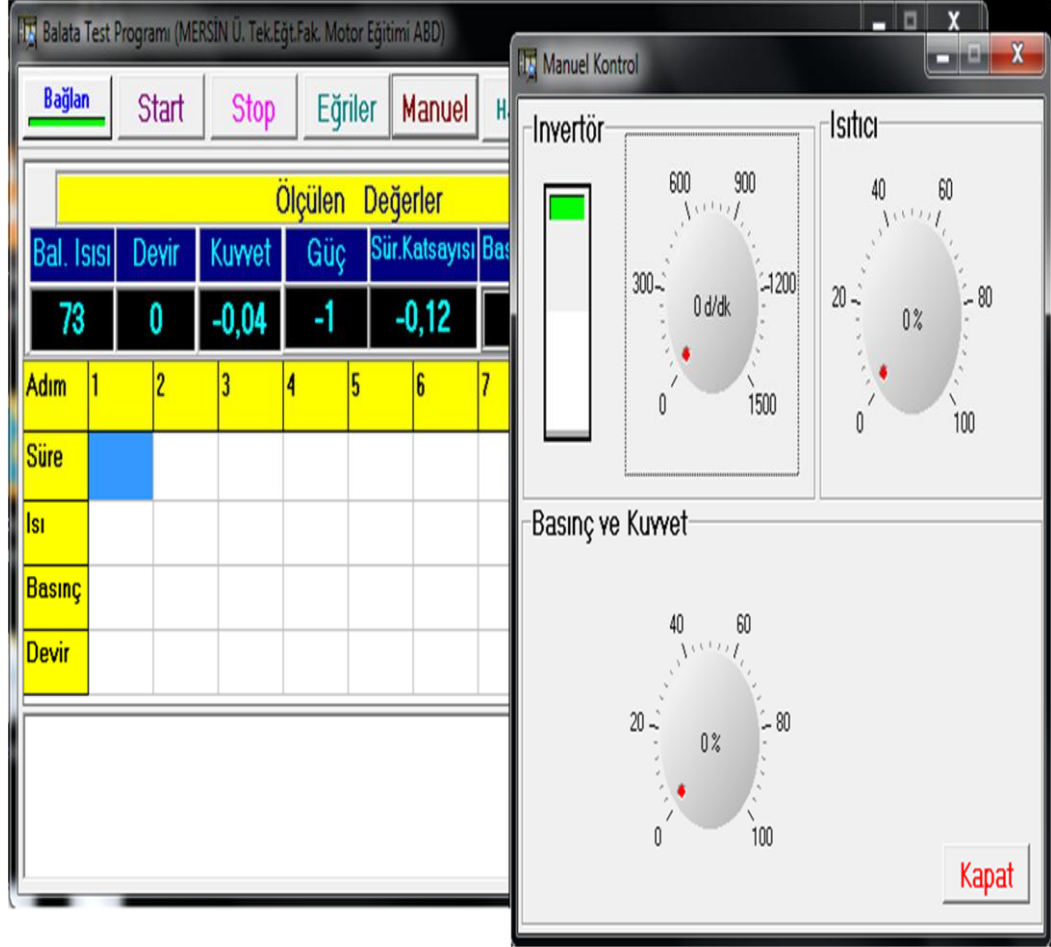 Balata Test Programı (MERSİN Ü. Tek.Eğt.Fak. Motor Eğitimi ABD)
Bağlan Start Stop Eğriler Manuel
Ölçülen Değerler
Bal. Isısı Devir Kuvvet Güç Sür.Katsayısı
73 0 -0,04 -1 -0,12
Adım 1 2 3 4 5 6 7
Süre
Isı
Basınç
Devir
Manuel Kontrol
Invertör
600 900
300 1200
0 d/dk
0 1500
Isıtıcı
40 60
20 80
0 %
0 100
Basınç ve Kuvvet
40 60
20 80
0 %
0 100
Kapat